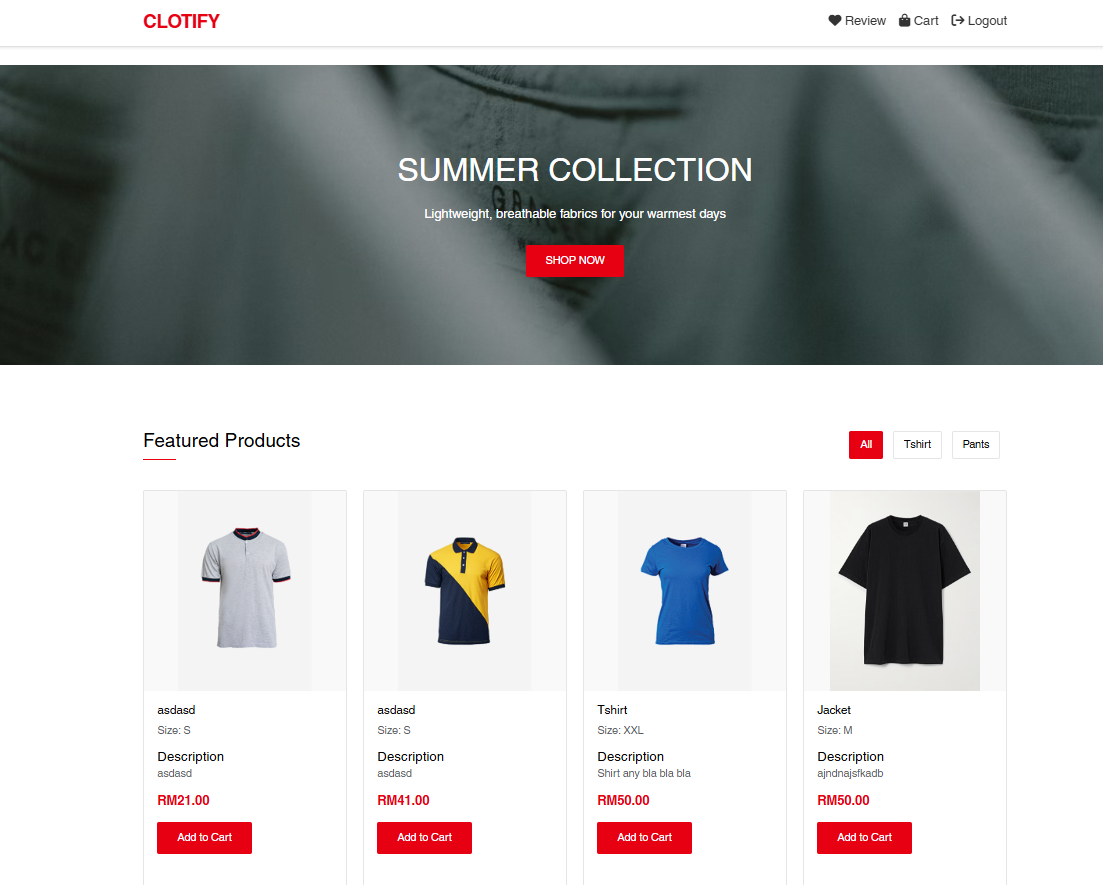 CLOTIFY
Review Cart Logout
SUMMER COLLECTION
Lightweight, breathable fabrics for your warmest days
SHOP NOW
Featured Products
All Tshirt Pants
asdasd
Size: S
Description
asdasd
RM21.00
Add to Cart
asdasd
Size: S
Description
asdasd
RM41.00
Add to Cart
Tshirt
Size: XXL
Description
Shirt any bla bla bla
RM50.00
Add to Cart
Jacket
Size: M
Description
ajndnajsfkadb
RM50.00
Add to Cart